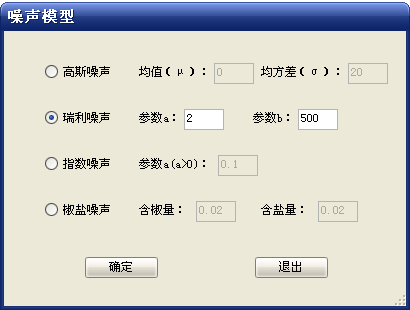 噪声模型
高斯噪声 均值(μ): 0 均方差(σ): 20
瑞利噪声 参数a: 2 参数b: 500
指数噪声 参数a(a>0): 0.1
椒盐噪声 含椒量: 0.02 含盐量: 0.02
确定 退出